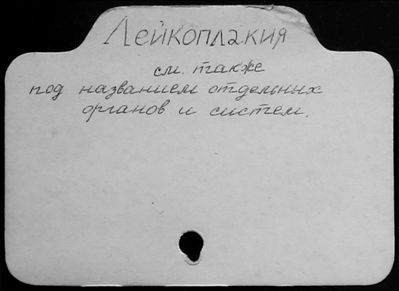 Лейкоплакия
см. также
под названием отдельных
органов и систем.